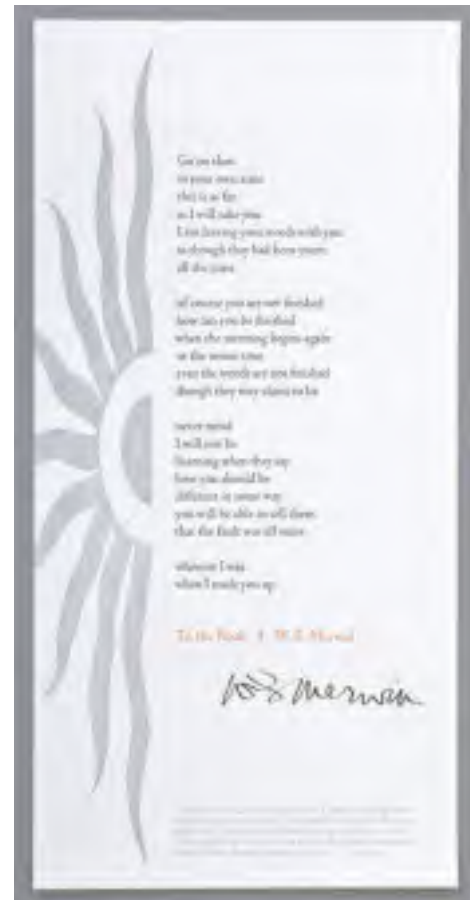 Go on then
in your own time
this is as far
as I will take you
I am leaving your words with you
as though they had been yours
all the time

of course you are not finished
how can you be finished
when the morning begins again
or the moon rises
even the words are not finished
though they may claim to be

never mind
I will not be
listening when they say
how you should be
different in some way
you will be able to tell them
that the fault was all mine

whoever I was
when I made you up

To the Book W. S. Merwin
W S Merwin